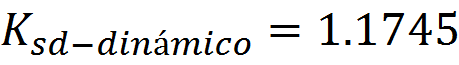 K_{sd-dinámico} = 1.1745